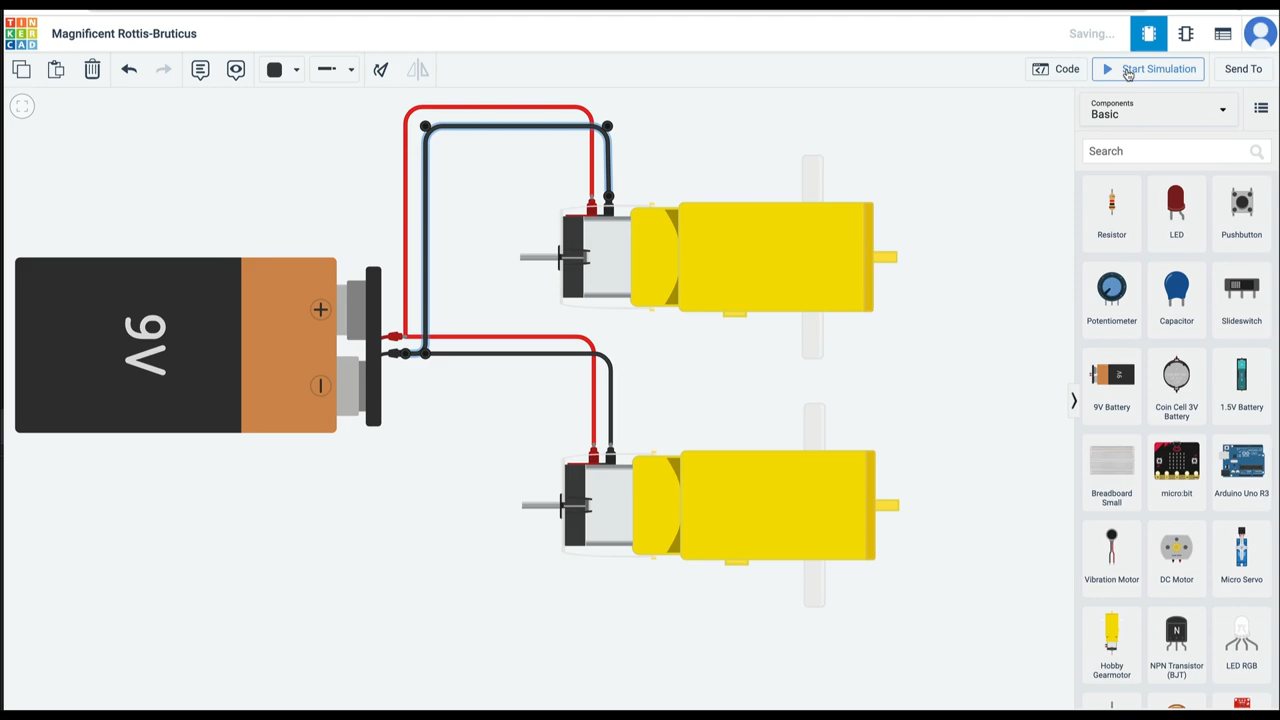 TIN
KER
CAD
Magnificent Rottis-Bruticus
Saving...
Code
Start Simulation
Send To
Components
Basic
Search
Resistor
LED
Pushbutton
Potentiometer
Capacitor
Slideswitch
9V Battery
Coin Cell 3V
Battery
1.5V Battery
Breadboard
Small
micro:bit
Arduino Uno R3
Vibration Motor
DC Motor
Micro Servo
Hobby
Gearmotor
N
NPN Transistor
(BJT)
LED RGB
9V
+
–